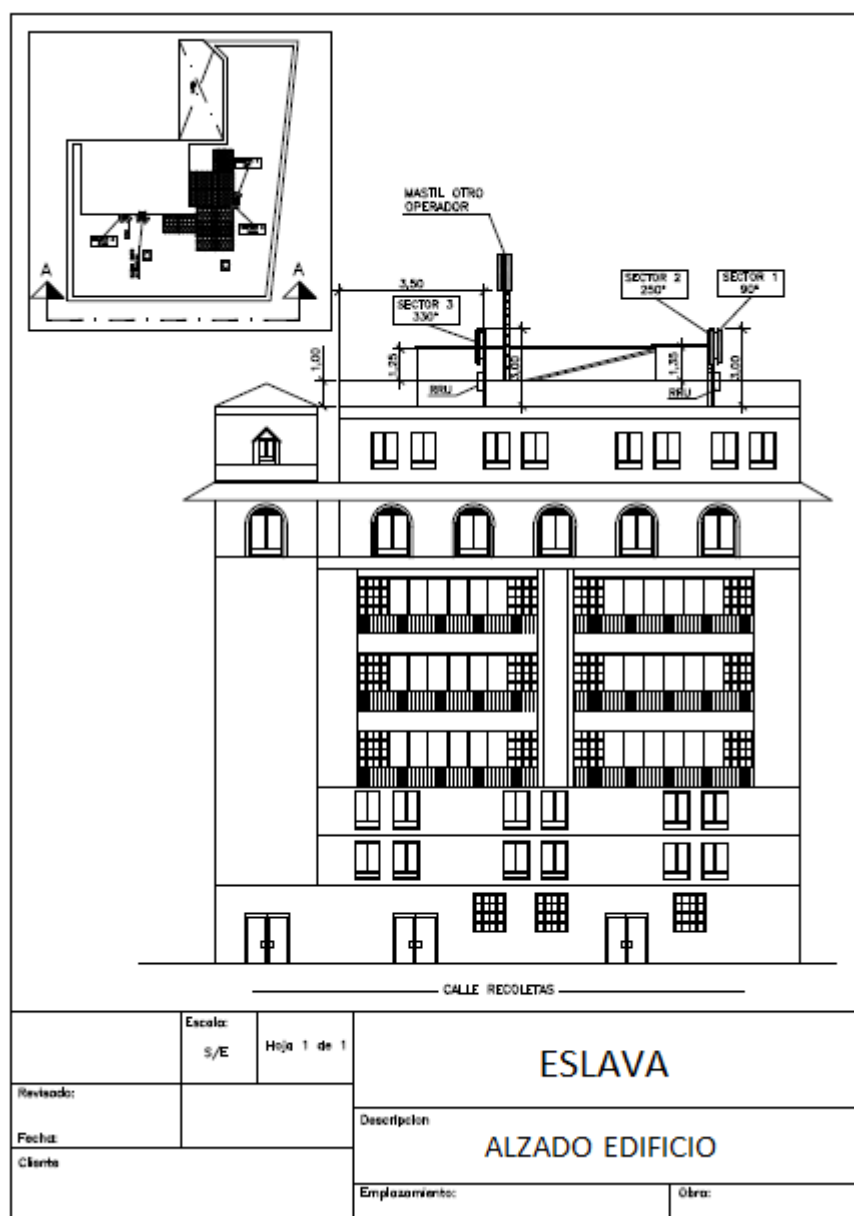 A
A
MASTIL OTRO
OPERADOR
3,50
SECTOR 3
330°
SECTOR 2
250°
SECTOR 1
90°
1,00
1,25
3,00
1,35
3,00
RRU
RRU
CALLE RECOLETAS
Escala:
S/E
Hoja 1 de 1
ESLAVA
Revisado:
Fecha:
Descripcion
ALZADO EDIFICIO
Cliente
Emplazamiento:
Obra: